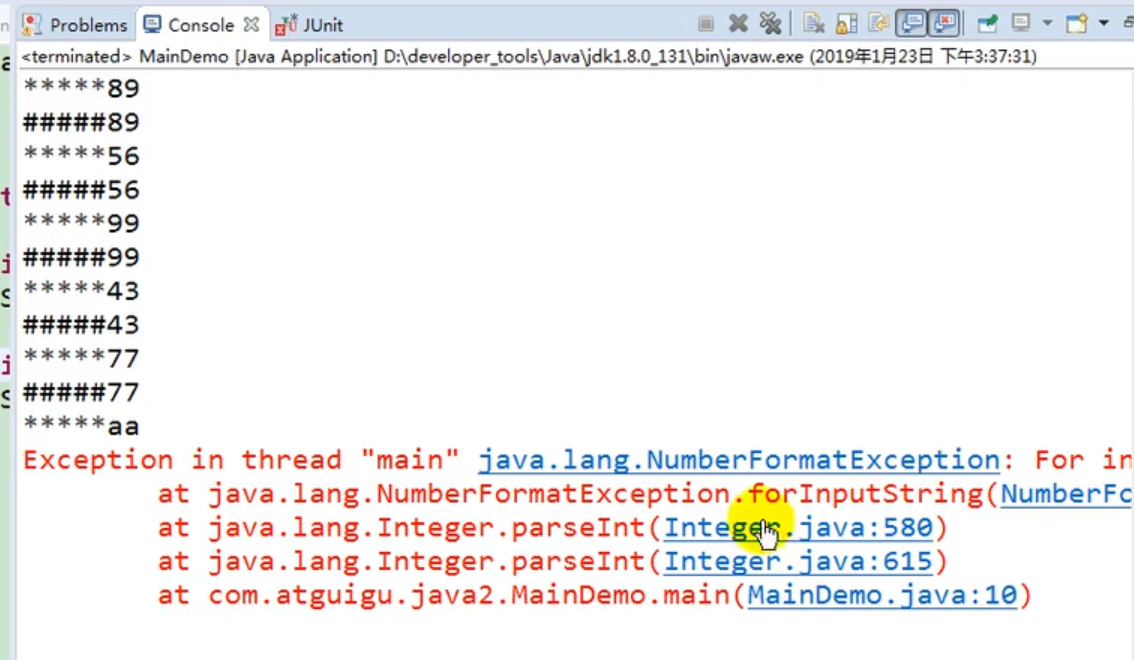 Problems Console JUnit
<terminated> MainDemo [Java Application] D:\developer_tools\Java\jdk1.8.0_131\bin\javaw.exe (2019年1月23日 下午3:37:31)
*****89
#####89
*****56
#####56
*****99
#####99
*****43
#####43
*****77
#####77
*****aa
Exception in thread "main" java.lang.NumberFormatException: For in
at java.lang.NumberFormatException.forInputString(NumberFo
at java.lang.Integer.parseInt(Integer.java:580)
at java.lang.Integer.parseInt(Integer.java:615)
at com.atguigu.java2.MainDemo.main(MainDemo.java:10)